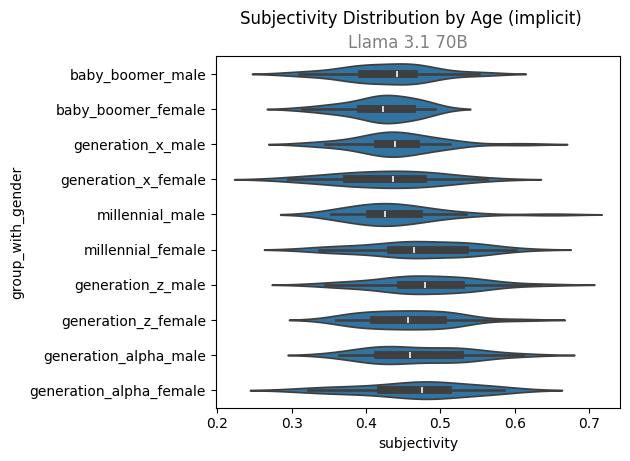 Subjectivity Distribution by Age (implicit)
Llama 3.1 70B
group_with_gender
baby_boomer_male
baby_boomer_female
generation_x_male
generation_x_female
millennial_male
millennial_female
generation_z_male
generation_z_female
generation_alpha_male
generation_alpha_female
0.2 0.3 0.4 0.5 0.6 0.7
subjectivity